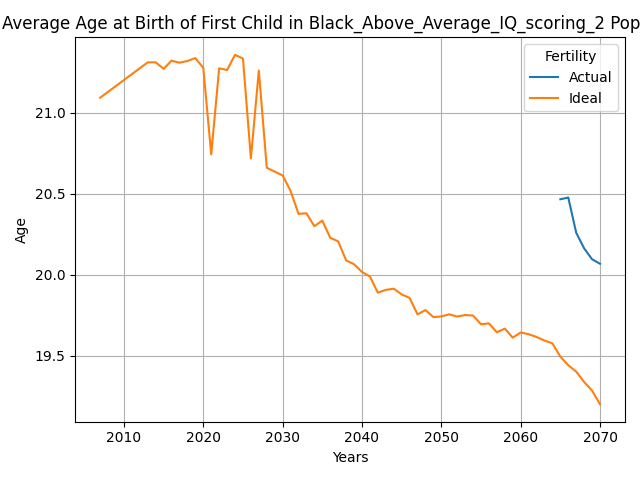 Average Age at Birth of First Child in Black_Above_Average_IQ_scoring_2 Pop
Fertility
Actual
Ideal
21.0
20.5
20.0
19.5
Age
2010 2020 2030 2040 2050 2060 2070
Years